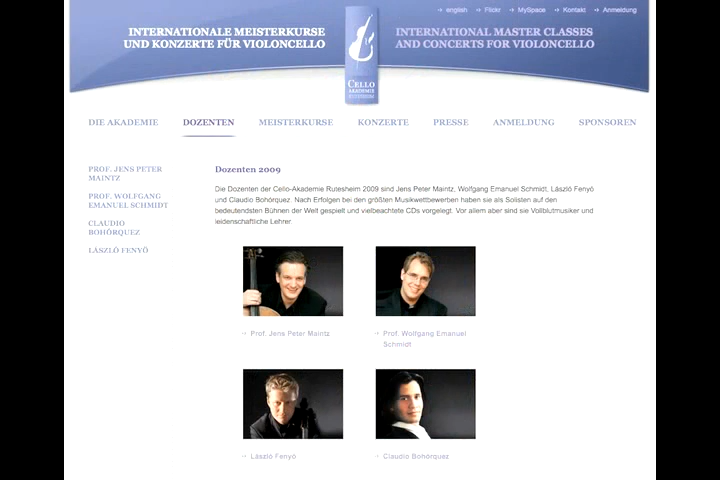 english Flickr MySpace Kontakt Anmeldung
INTERNATIONALE MEISTERKURSE
UND KONZERTE FÜR VIOLONCELLO
INTERNATIONAL MASTER CLASSES
AND CONCERTS FOR VIOLONCELLO
CELLO
AKADEMIE
RUTESHEIM
DIE AKADEMIE DOZENTEN MEISTERKURSE KONZERTE PRESSE ANMELDUNG SPONSOREN
PROF. JENS PETER
MAINTZ
PROF. WOLFGANG
EMANUEL SCHMIDT
CLAUDIO
BOHÓRQUEZ
LÁSZLÓ FENYÖ
Dozenten 2009
Die Dozenten der Cello-Akademie Rutesheim 2009 sind Jens Peter Maintz, Wolfgang Emanuel Schmidt, László Fenyö
und Claudio Bohórquez. Nach Erfolgen bei den größten Musikwettbewerben haben sie als Solisten auf den
bedeutendsten Bühnen der Welt gespielt und vielbeachtete CDs vorgelegt. Vor allem aber sind sie Vollblutmusiker und
leidenschaftliche Lehrer.
Prof. Jens Peter Maintz
Prof. Wolfgang Emanuel
Schmidt
László Fenyö
Claudio Bohórquez